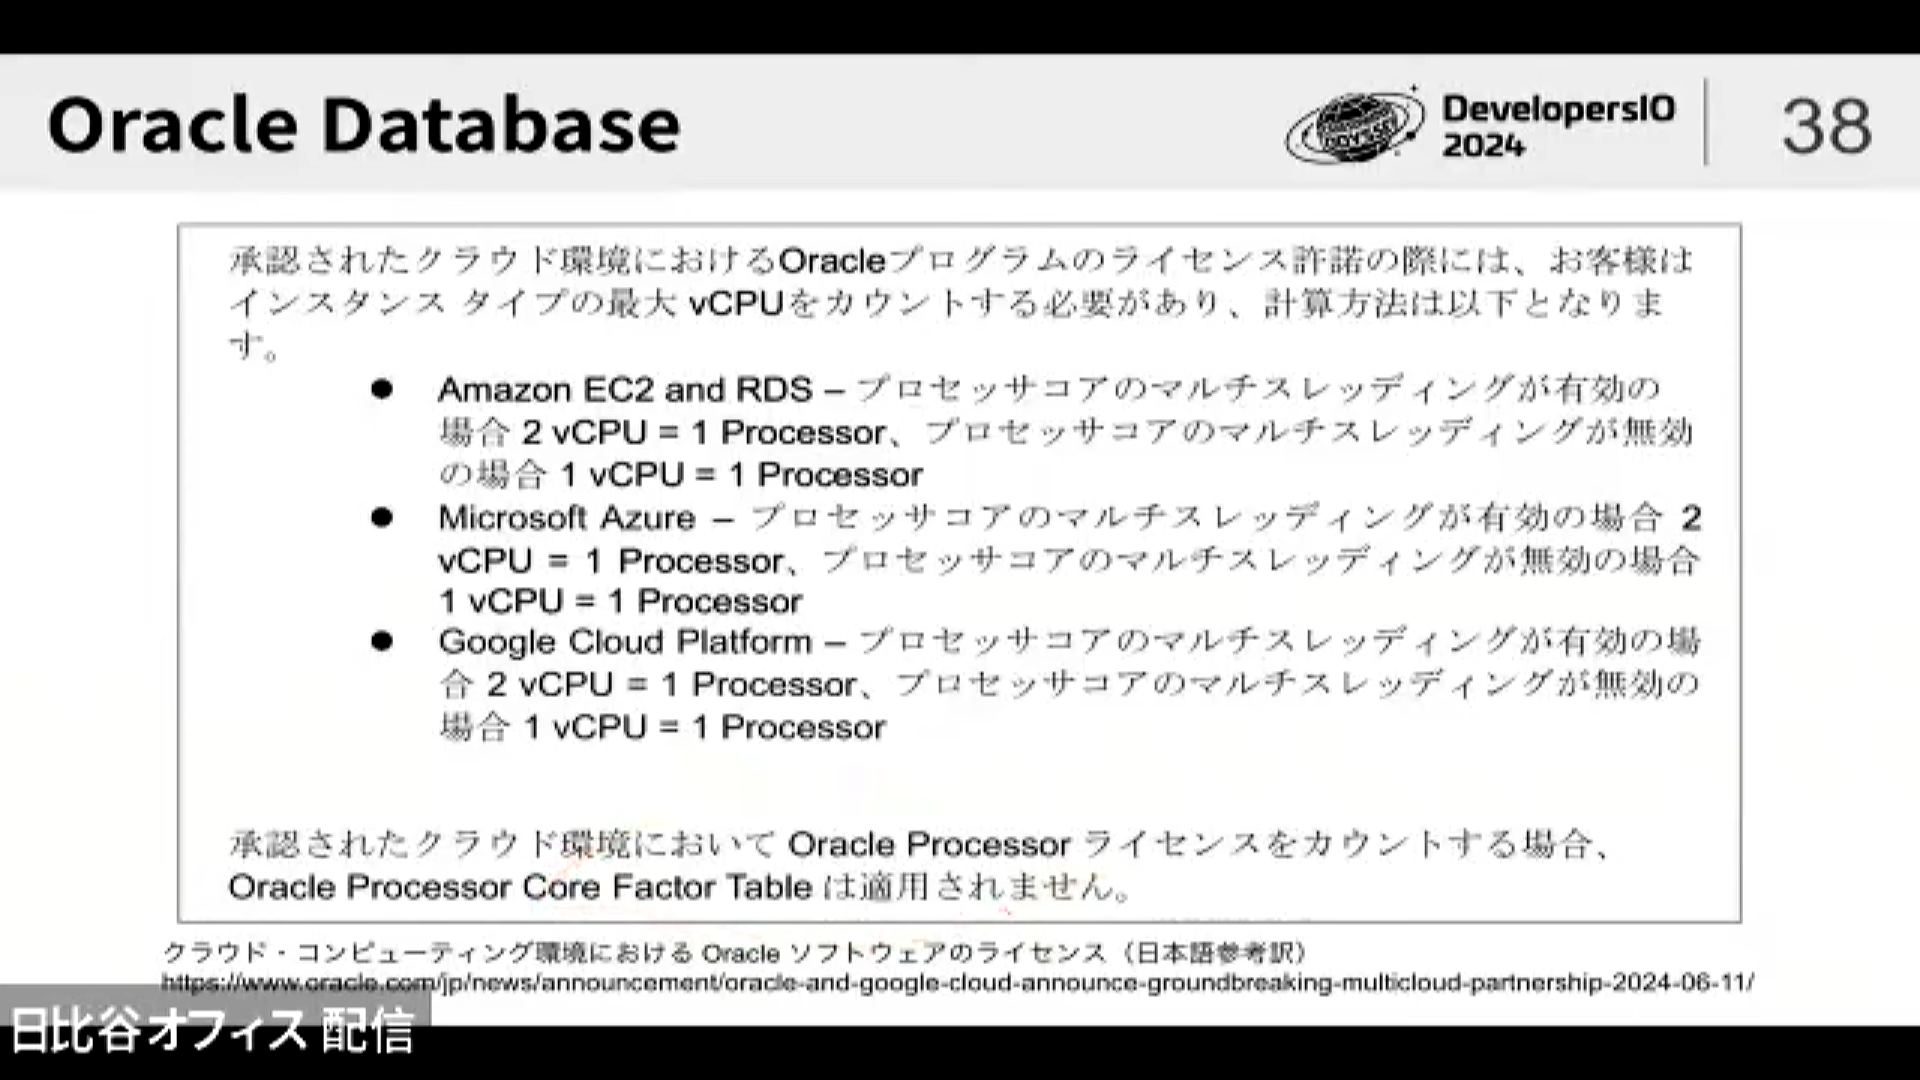 Oracle Database
DevelopersIO
2024
38
承認されたクラウド環境におけるOracleプログラムのライセンス許諾の際には、お客様は
インスタンス タイプの最大 vCPUをカウントする必要があり、計算方法は以下となりま
す。
● Amazon EC2 and RDS – プロセッサコアのマルチスレッディングが有効の
場合 2 vCPU = 1 Processor、プロセッサコアのマルチスレッディングが無効
の場合 1 vCPU = 1 Processor
● Microsoft Azure – プロセッサコアのマルチスレッディングが有効の場合 2
vCPU = 1 Processor、プロセッサコアのマルチスレッディングが無効の場合
1 vCPU = 1 Processor
● Google Cloud Platform – プロセッサコアのマルチスレッディングが有効の場
合 2 vCPU = 1 Processor、プロセッサコアのマルチスレッディングが無効の
場合 1 vCPU = 1 Processor
承認されたクラウド環境において Oracle Processor ライセンスをカウントする場合、
Oracle Processor Core Factor Table は適用されません。
クラウド・コンピューティング環境における Oracle ソフトウェアのライセンス（日本語参考訳）
https://www.oracle.com/jp/news/announcement/oracle-and-google-cloud-announce-groundbreaking-multicloud-partnership-2024-06-11/
日比谷オフィス 配信